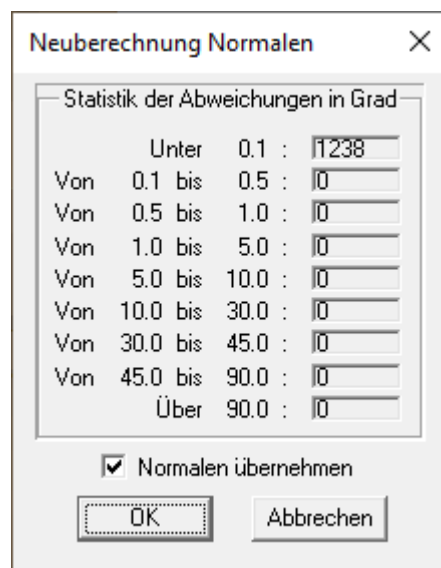 Neuberechnung Normalen
Statistik der Abweichungen in Grad
Unter 0.1 : 1238
Von 0.1 bis 0.5 : 0
Von 0.5 bis 1.0 : 0
Von 1.0 bis 5.0 : 0
Von 5.0 bis 10.0 : 0
Von 10.0 bis 30.0 : 0
Von 30.0 bis 45.0 : 0
Von 45.0 bis 90.0 : 0
Über 90.0 : 0
Normalen übernehmen
OK Abbrechen